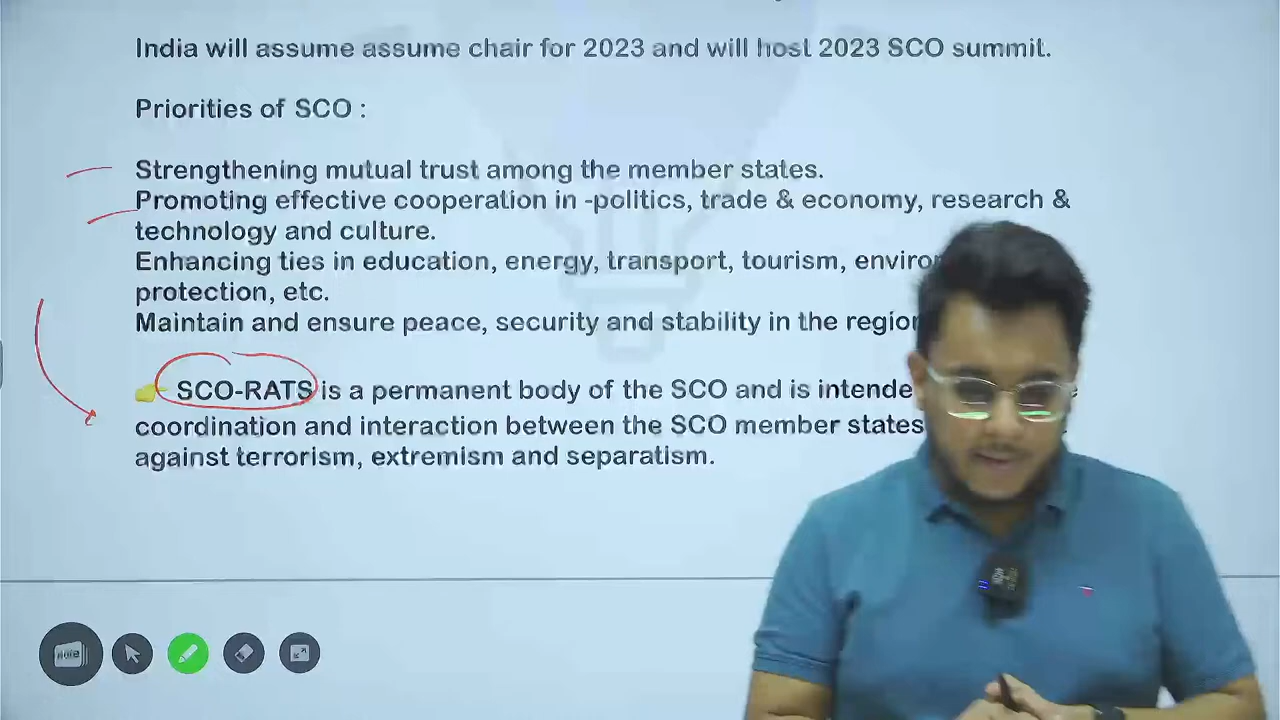 India will assume assume chair for 2023 and will host 2023 SCO summit.
Priorities of SCO :
Strengthening mutual trust among the member states.
Promoting effective cooperation in -politics, trade & economy, research &
technology and culture.
Enhancing ties in education, energy, transport, tourism,
protection, etc.
Maintain and ensure peace, security and stability in the
SCO-RATS is a permanent body of the SCO and is
coordination and interaction between the SCO member states
against terrorism, extremism and separatism.